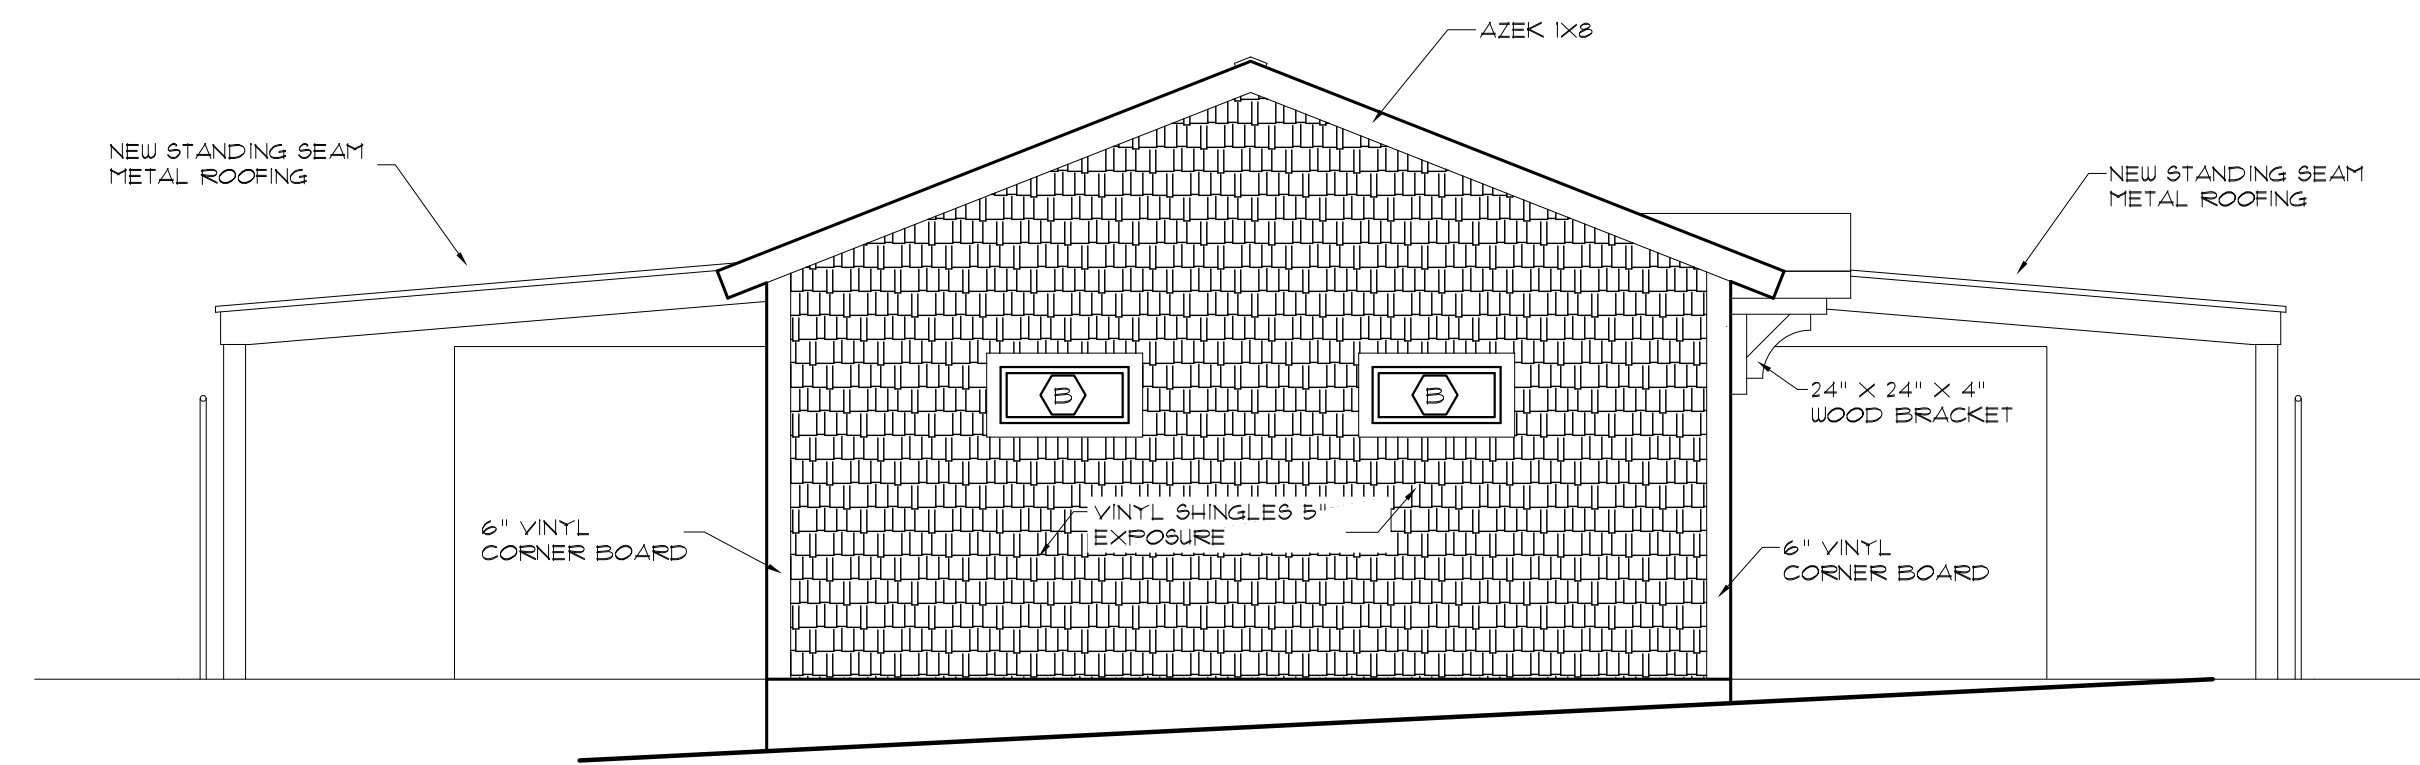 AZEK 1X8
NEW STANDING SEAM
METAL ROOFING
NEW STANDING SEAM
METAL ROOFING
B
B
24" X 24" X 4"
WOOD BRACKET
VINYL SHINGLES 5"
EXPOSURE
6" VINYL
CORNER BOARD
6" VINYL
CORNER BOARD